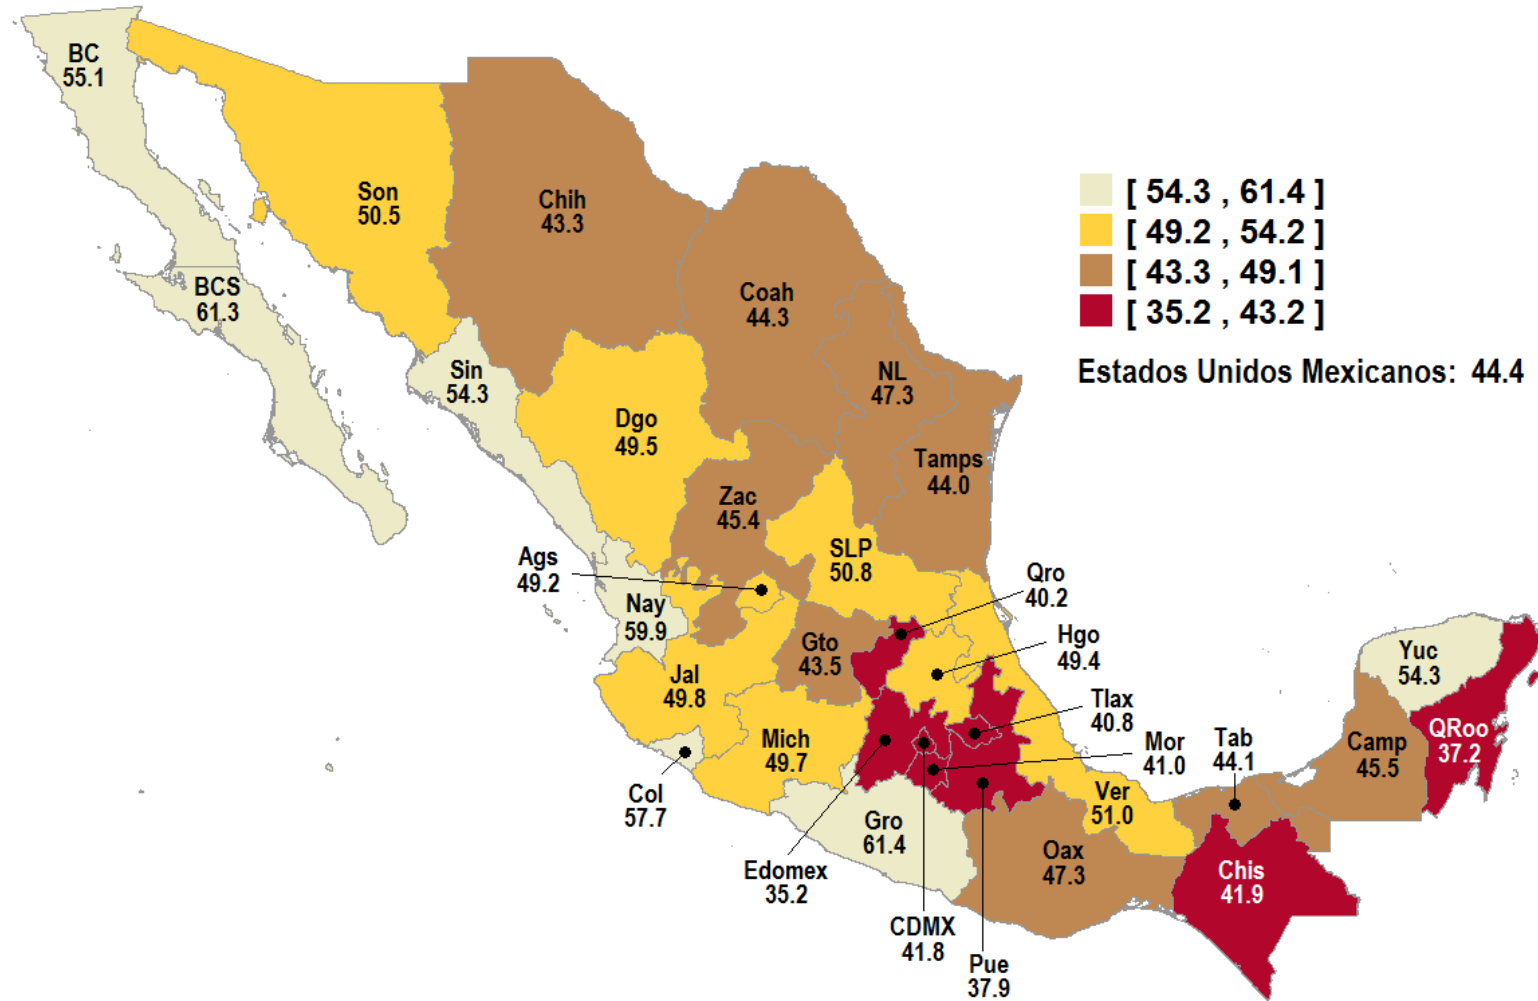 BC
55.1
Son
50.5
Chih
43.3
[ 54.3 , 61.4 ]
[ 49.2 , 54.2 ]
[ 43.3 , 49.1 ]
[ 35.2 , 43.2 ]
Estados Unidos Mexicanos: 44.4
BCS
61.3
Coah
44.3
Sin
54.3
NL
47.3
Dgo
49.5
Tamps
44.0
Zac
45.4
Ags
49.2
SLP
50.8
Qro
40.2
Nay
59.9
Gto
43.5
Hgo
49.4
Yuc
54.3
Jal
49.8
Tlax
40.8
Mich
49.7
Mor
41.0
Tab
44.1
Camp
45.5
QRoo
37.2
Col
57.7
Ver
51.0
Gro
61.4
Oax
47.3
Edomex
35.2
Chis
41.9
CDMX
41.8
Pue
37.9